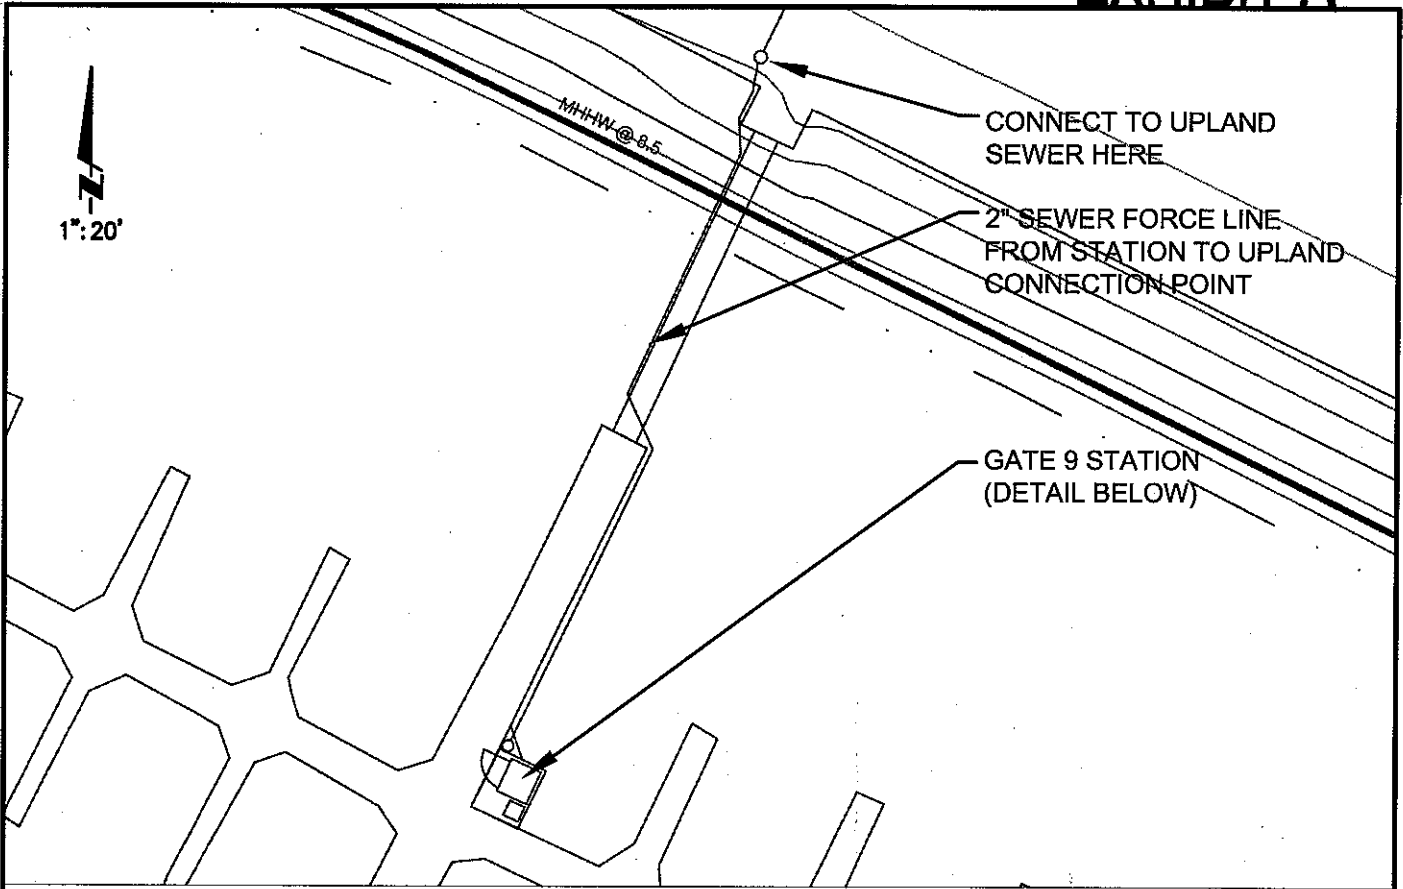 EXHIBIT A
MHHW @ 8.5
N
1":20'
CONNECT TO UPLAND
SEWER HERE
2" SEWER FORCE LINE
FROM STATION TO UPLAND
CONNECTION POINT
GATE 9 STATION
(DETAIL BELOW)